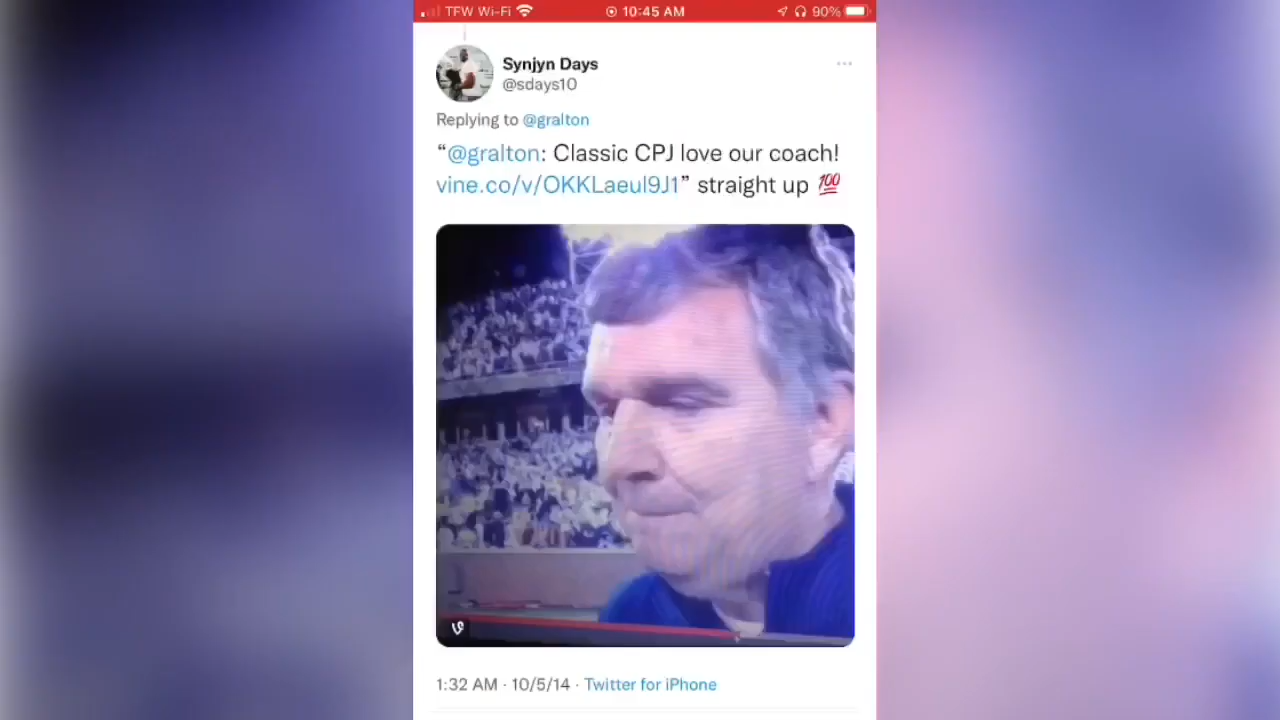 TFW Wi-Fi 10:45 AM 90%
Synjyn Days
@sdays10
Replying to @gralton
“@gralton: Classic CPJ love our coach!
vine.co/v/OKKLaeul9J1” straight up 💯
1:32 AM · 10/5/14 · Twitter for iPhone